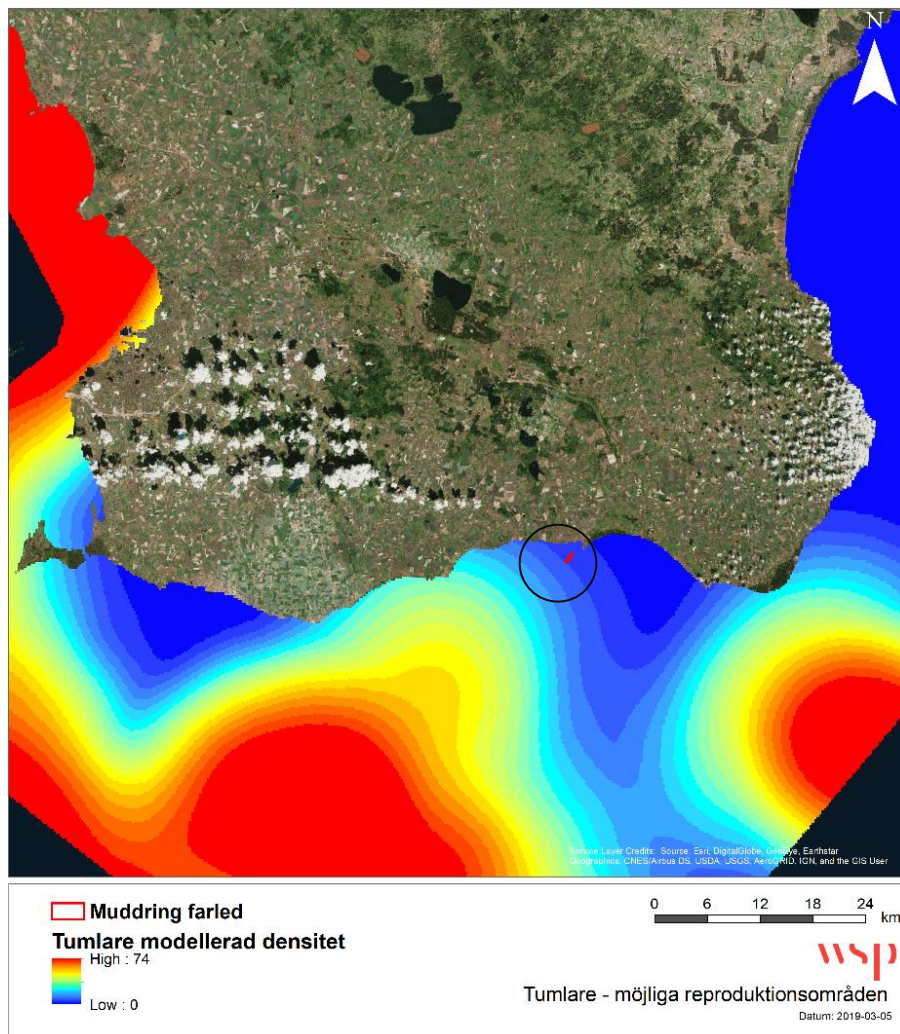 N
Service Layer Credits: Source: Esri, DigitalGlobe, GeoEye, Earthstar
Geographics, CNES/Airbus DS, USDA, USGS, AeroGRID, IGN, and the GIS User
Muddring farled
Tumlare modellerad densitet
High : 74
Low : 0
0 6 12 18 24
km
wsp
Tumlare - möjliga reproduktionsområden
Datum: 2019-03-05